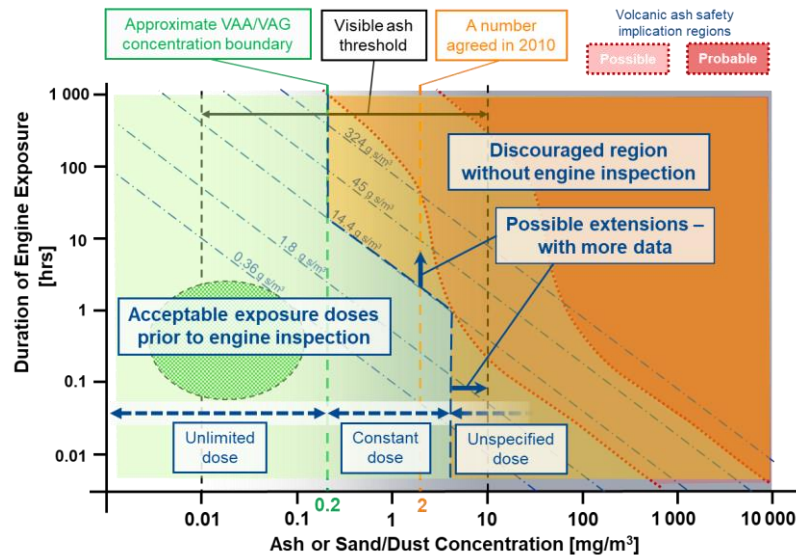 Approximate VAA/VAG
concentration boundary
Visible ash
threshold
A number
agreed in 2010
Volcanic ash safety
implication regions
Possible
Probable
1 000
100
10
1
0.1
0.01
Duration of Engine Exposure
[hrs]
324 g s/m³
45 g s/m³
14.4 g s/m³
1.8 g s/m³
0.36 g s/m³
Discouraged region
without engine inspection
Possible extensions –
with more data
Acceptable exposure doses
prior to engine inspection
Unlimited
dose
Constant
dose
Unspecified
dose
0.01
0.1
0.2
1
2
10
100
1 000
10 000
Ash or Sand/Dust Concentration [mg/m³]